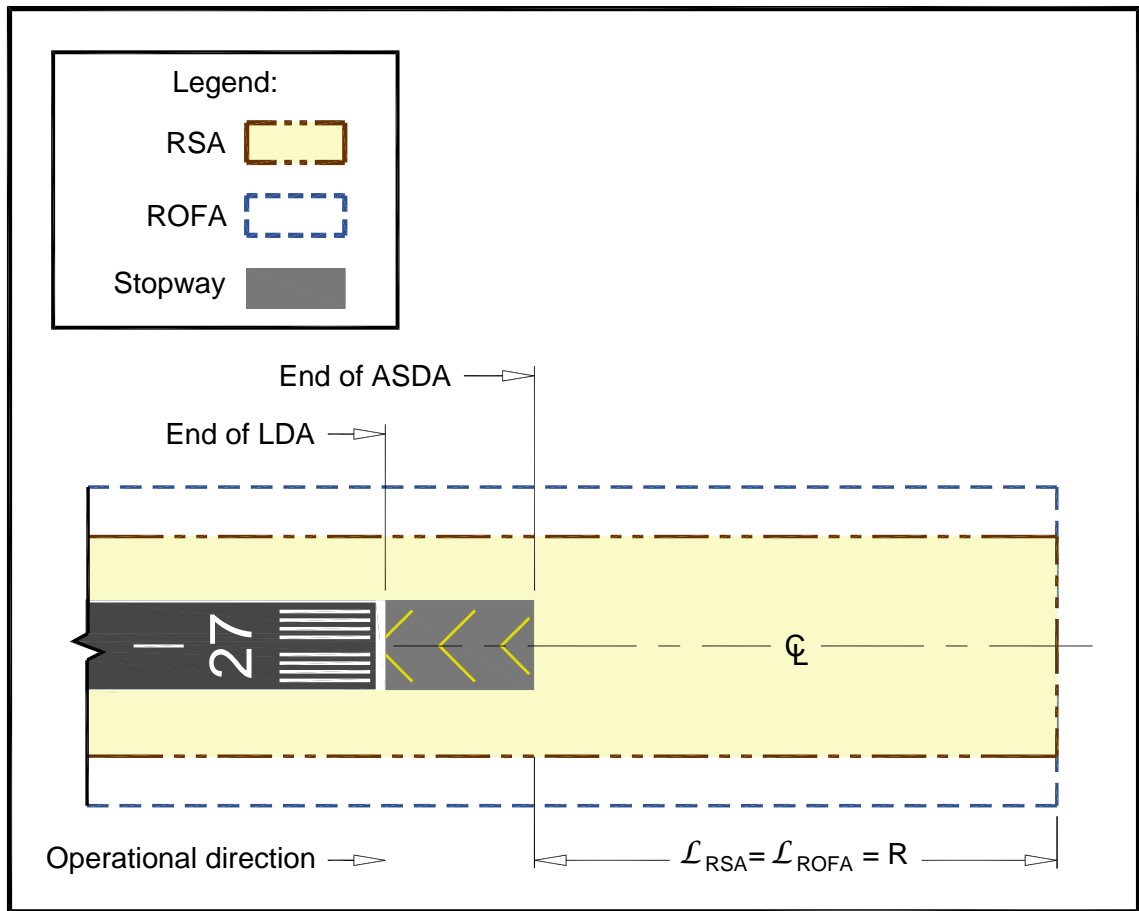 Legend:
RSA
ROFA
Stopway
End of ASDA
End of LDA
27
℄
Operational direction
ℒRSA= ℒROFA = R